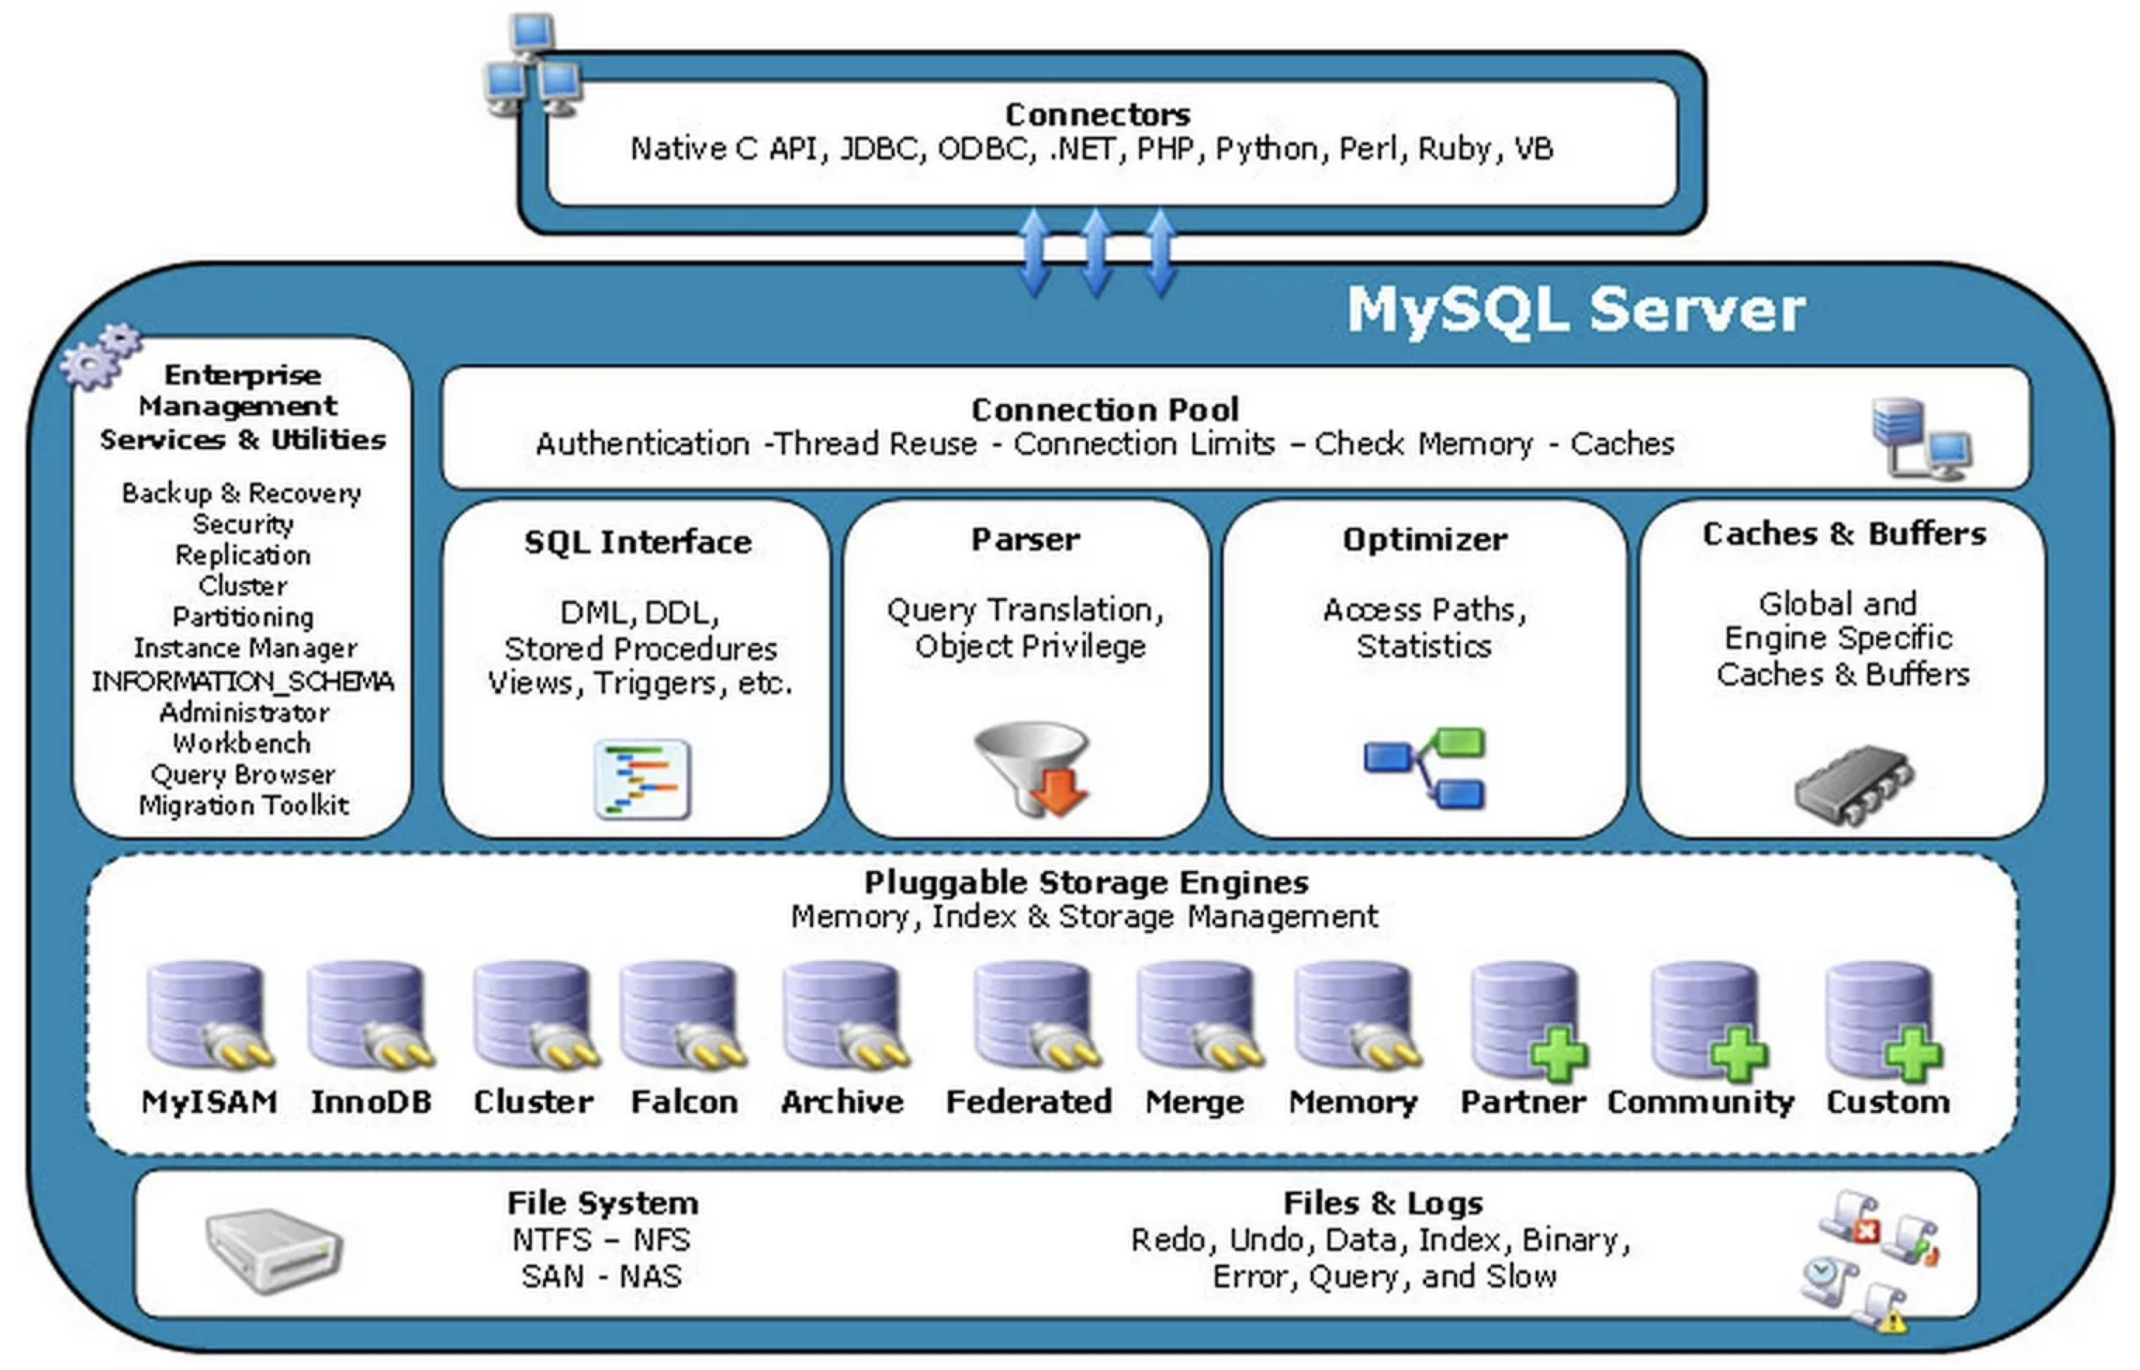 Connectors
Native C API, JDBC, ODBC, .NET, PHP, Python, Perl, Ruby, VB
MySQL Server
Enterprise
Management
Services & Utilities
Backup & Recovery
Security
Replication
Cluster
Partitioning
Instance Manager
INFORMATION_SCHEMA
Administrator
Workbench
Query Browser
Migration Toolkit
Connection Pool
Authentication -Thread Reuse - Connection Limits – Check Memory - Caches
SQL Interface
DML, DDL,
Stored Procedures
Views, Triggers, etc.
Parser
Query Translation,
Object Privilege
Optimizer
Access Paths,
Statistics
Caches & Buffers
Global and
Engine Specific
Caches & Buffers
Pluggable Storage Engines
Memory, Index & Storage Management
MyISAM
InnoDB
Cluster
Falcon
Archive
Federated
Merge
Memory
Partner
Community
Custom
File System
NTFS – NFS
SAN - NAS
Files & Logs
Redo, Undo, Data, Index, Binary,
Error, Query, and Slow